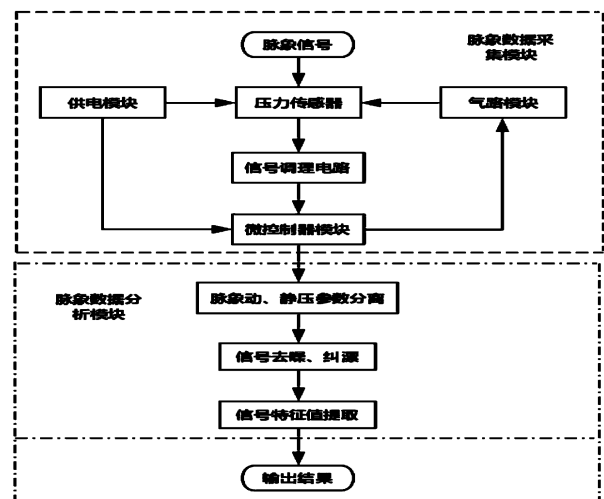 脉象信号
脉象数据采
集模块
供电模块
压力传感器
气路模块
信号调理电路
微控制器模块
脉象数据分
析模块
脉象动、静压参数分离
信号去噪、纠漂
信号特征值提取
输出结果